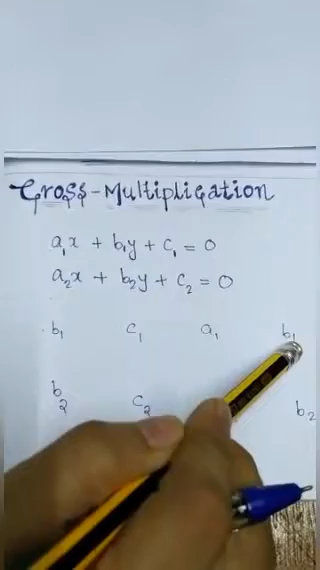 Cross-Multiplication
a₁x + b₁y + c₁ = 0
a₂x + b₂y + c₂ = 0
b₁ c₁ a₁ b₁
b₂ c₂ b₂